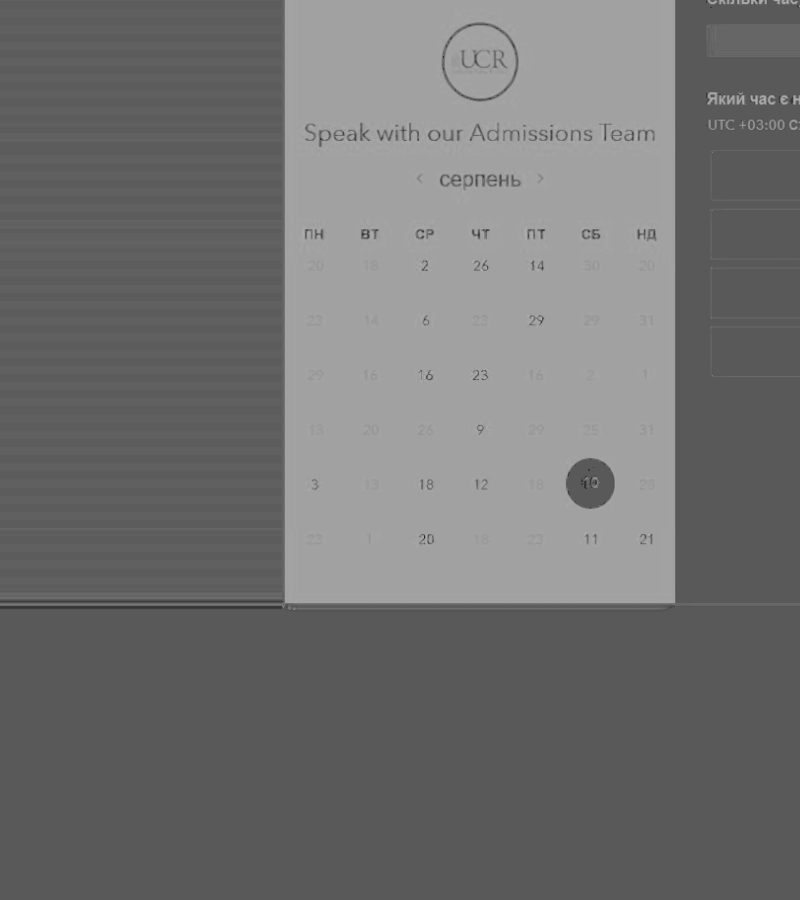 Скільки час
UCR
Який час є н
Speak with our Admissions Team
UTC +03:00 С
< серпень >
ПН ВТ СР ЧТ ПТ СБ НД
20 18 2 26 14 30 20
23 14 6 23 29 29 31
29 16 16 23 16 2 1
13 20 26 9 29 25 31
3 13 18 12 18 10 28
23 1 20 18 23 11 21